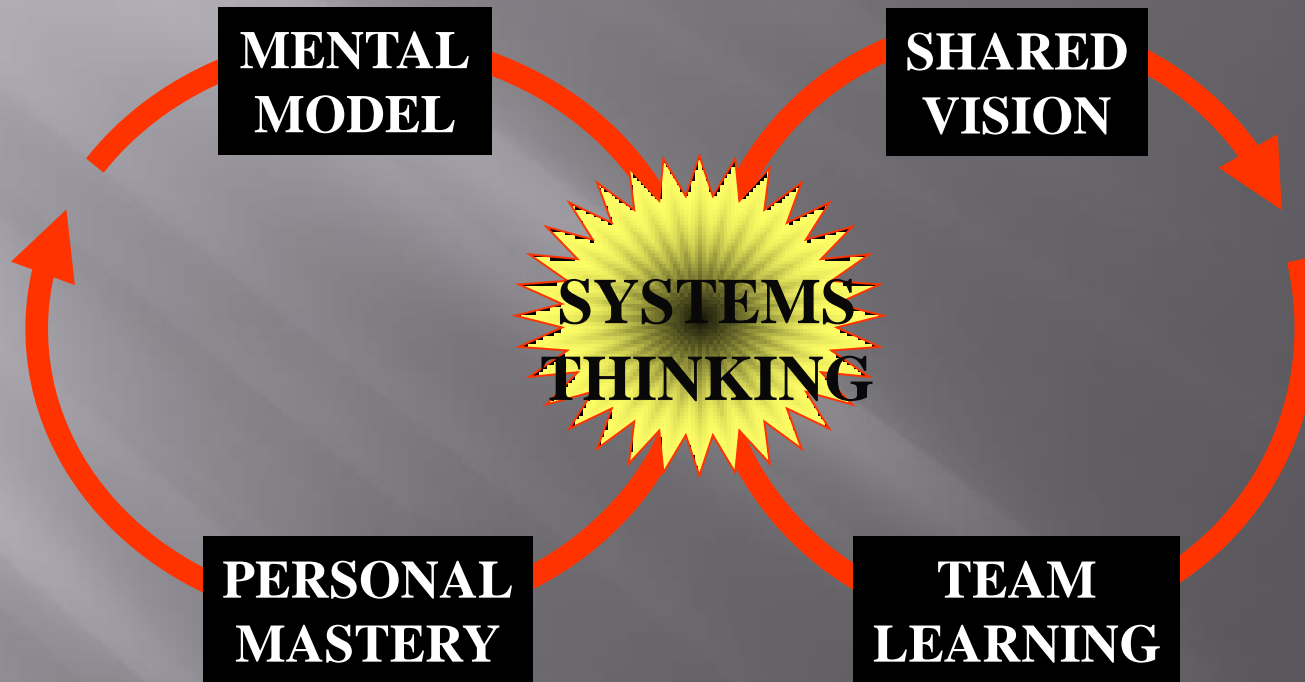 MENTAL
MODEL
SHARED
VISION
SYSTEMS
THINKING
PERSONAL
MASTERY
TEAM
LEARNING